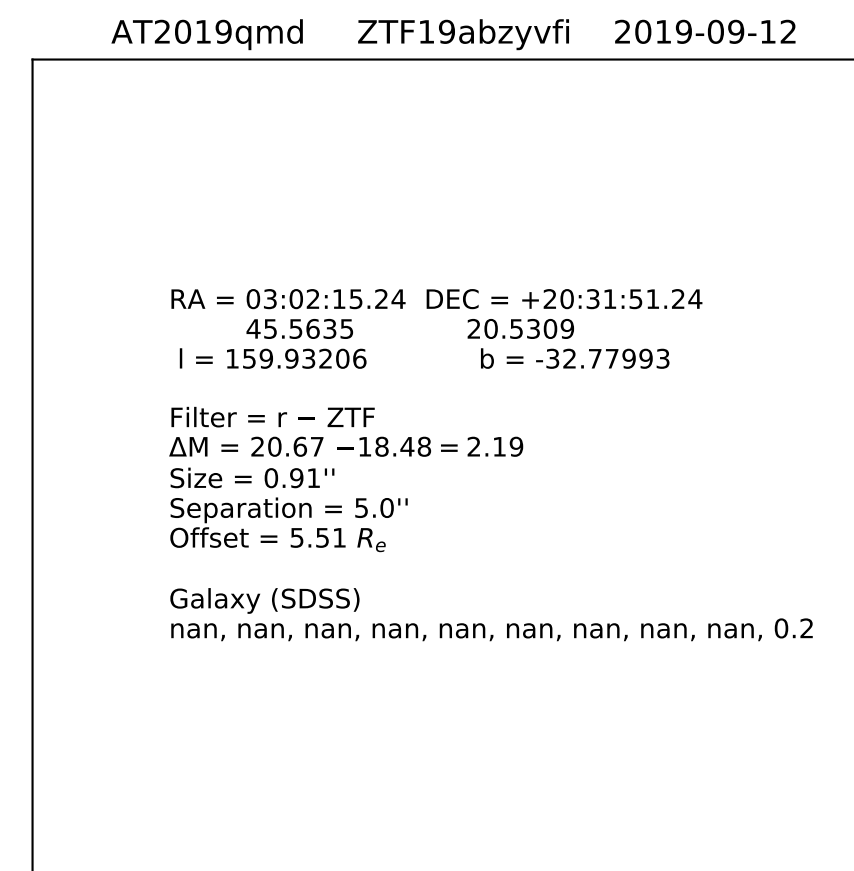 AT2019qmd ZTF19abzyvfi 2019-09-12
RA = 03:02:15.24 DEC = +20:31:51.24
45.5635 20.5309
l = 159.93206 b = -32.77993
Filter = r − ZTF
ΔM = 20.67 −18.48 = 2.19
Size = 0.91''
Separation = 5.0''
Offset = 5.51 Rₑ
Galaxy (SDSS)
nan, nan, nan, nan, nan, nan, nan, nan, nan, 0.2